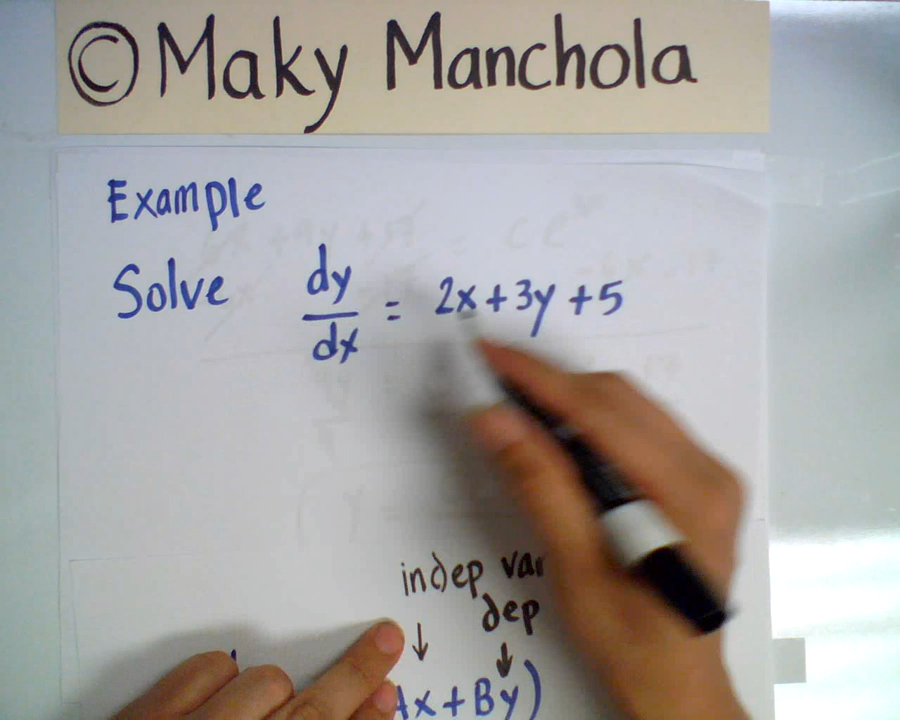 © Maky Manchola
Example
Solve dy/dx = 2x + 3y + 5
indep var
dep
Ax + By)